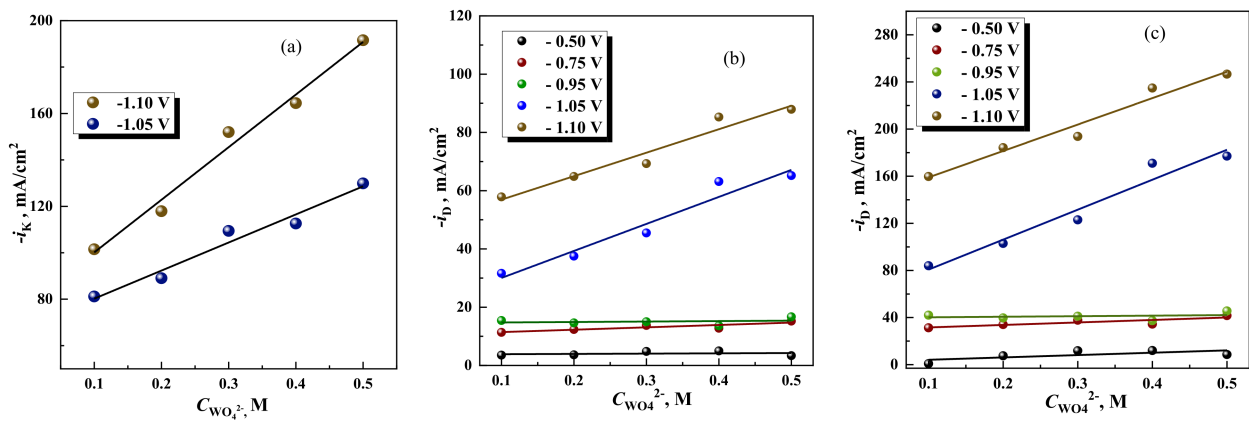 200
160
120
80
0.1 0.2 0.3 0.4 0.5
-iK , mA/cm²
CWO₄²⁻, M
(a)
-1.10 V
-1.05 V
120
100
80
60
40
20
0
0.1 0.2 0.3 0.4 0.5
-iD , mA/cm²
CWO4²⁻, M
(b)
- 0.50 V
- 0.75 V
- 0.95 V
- 1.05 V
- 1.10 V
280
240
200
160
120
80
40
0
0.1 0.2 0.3 0.4 0.5
-iD, mA/cm²
CWO4²⁻, M
(c)
- 0.50 V
- 0.75 V
- 0.95 V
- 1.05 V
- 1.10 V